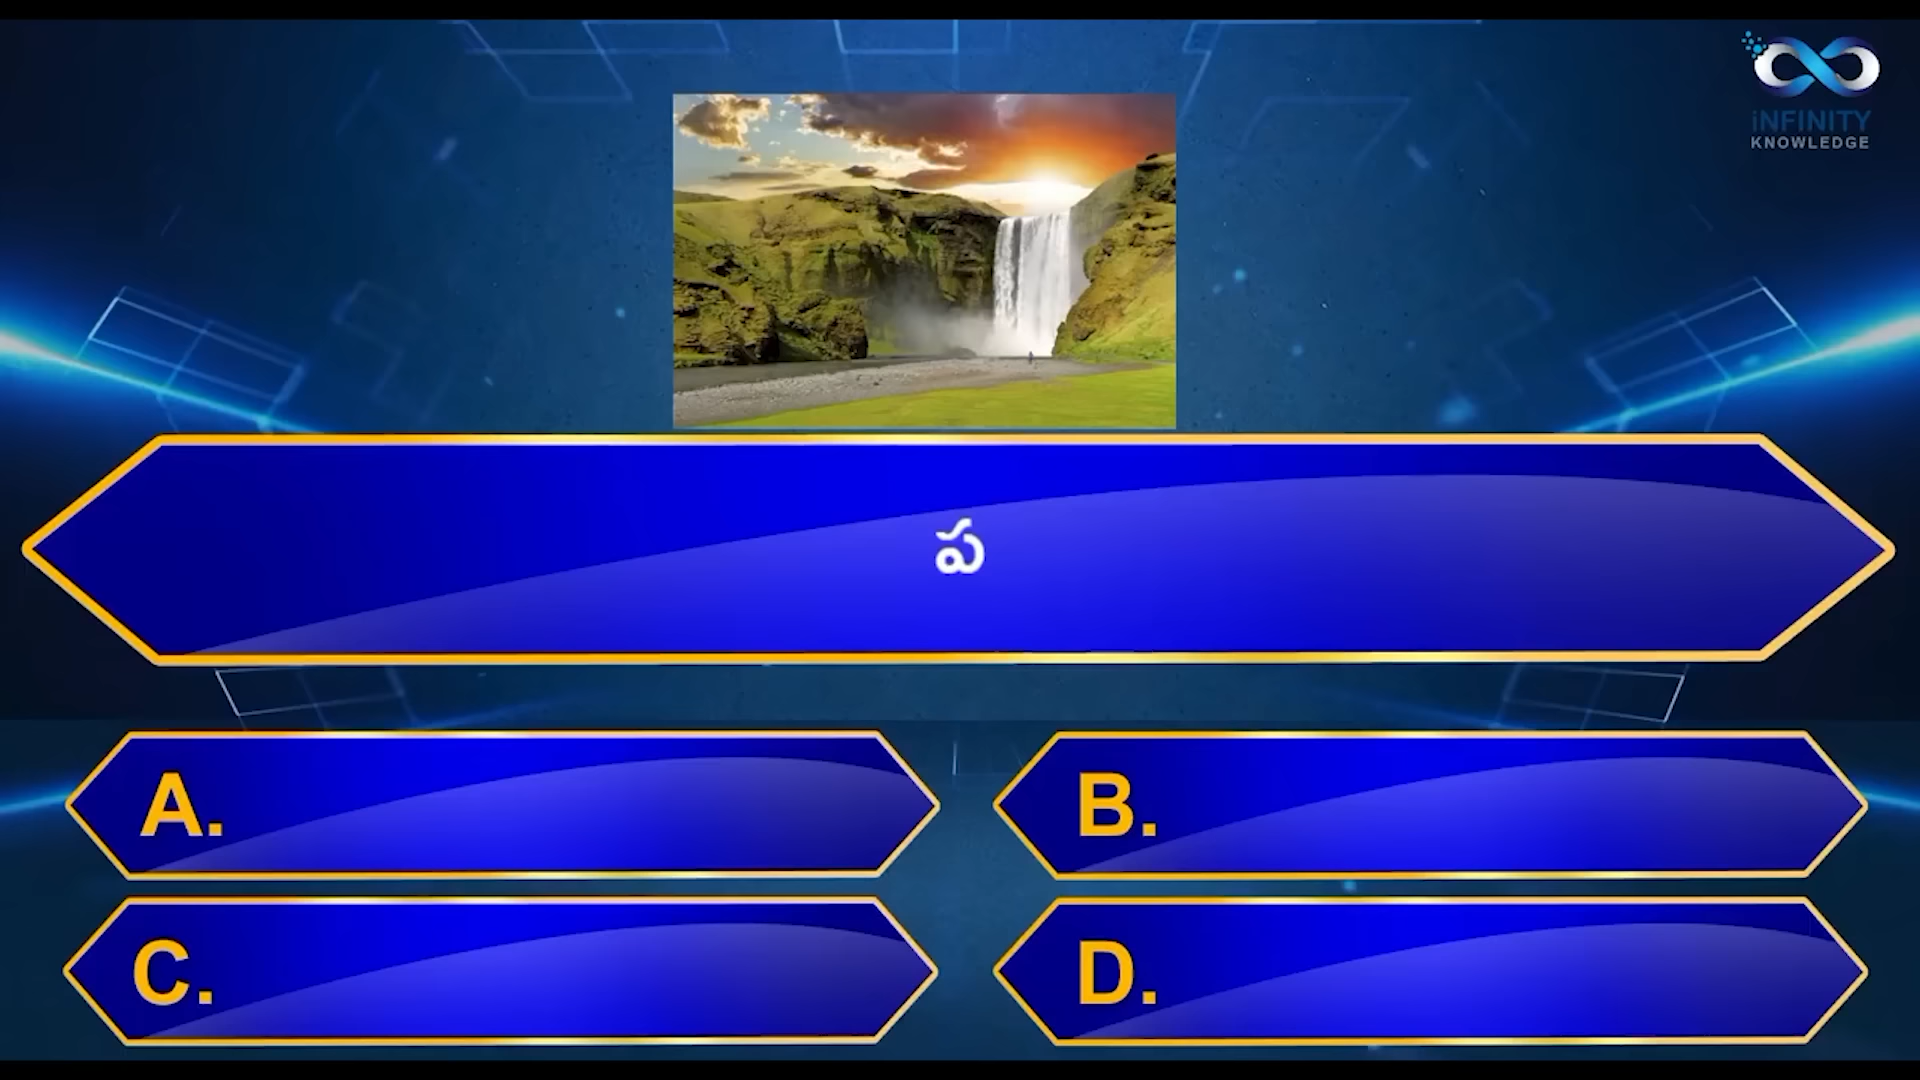 iNFINITY
KNOWLEDGE
ప
A.
B.
C.
D.